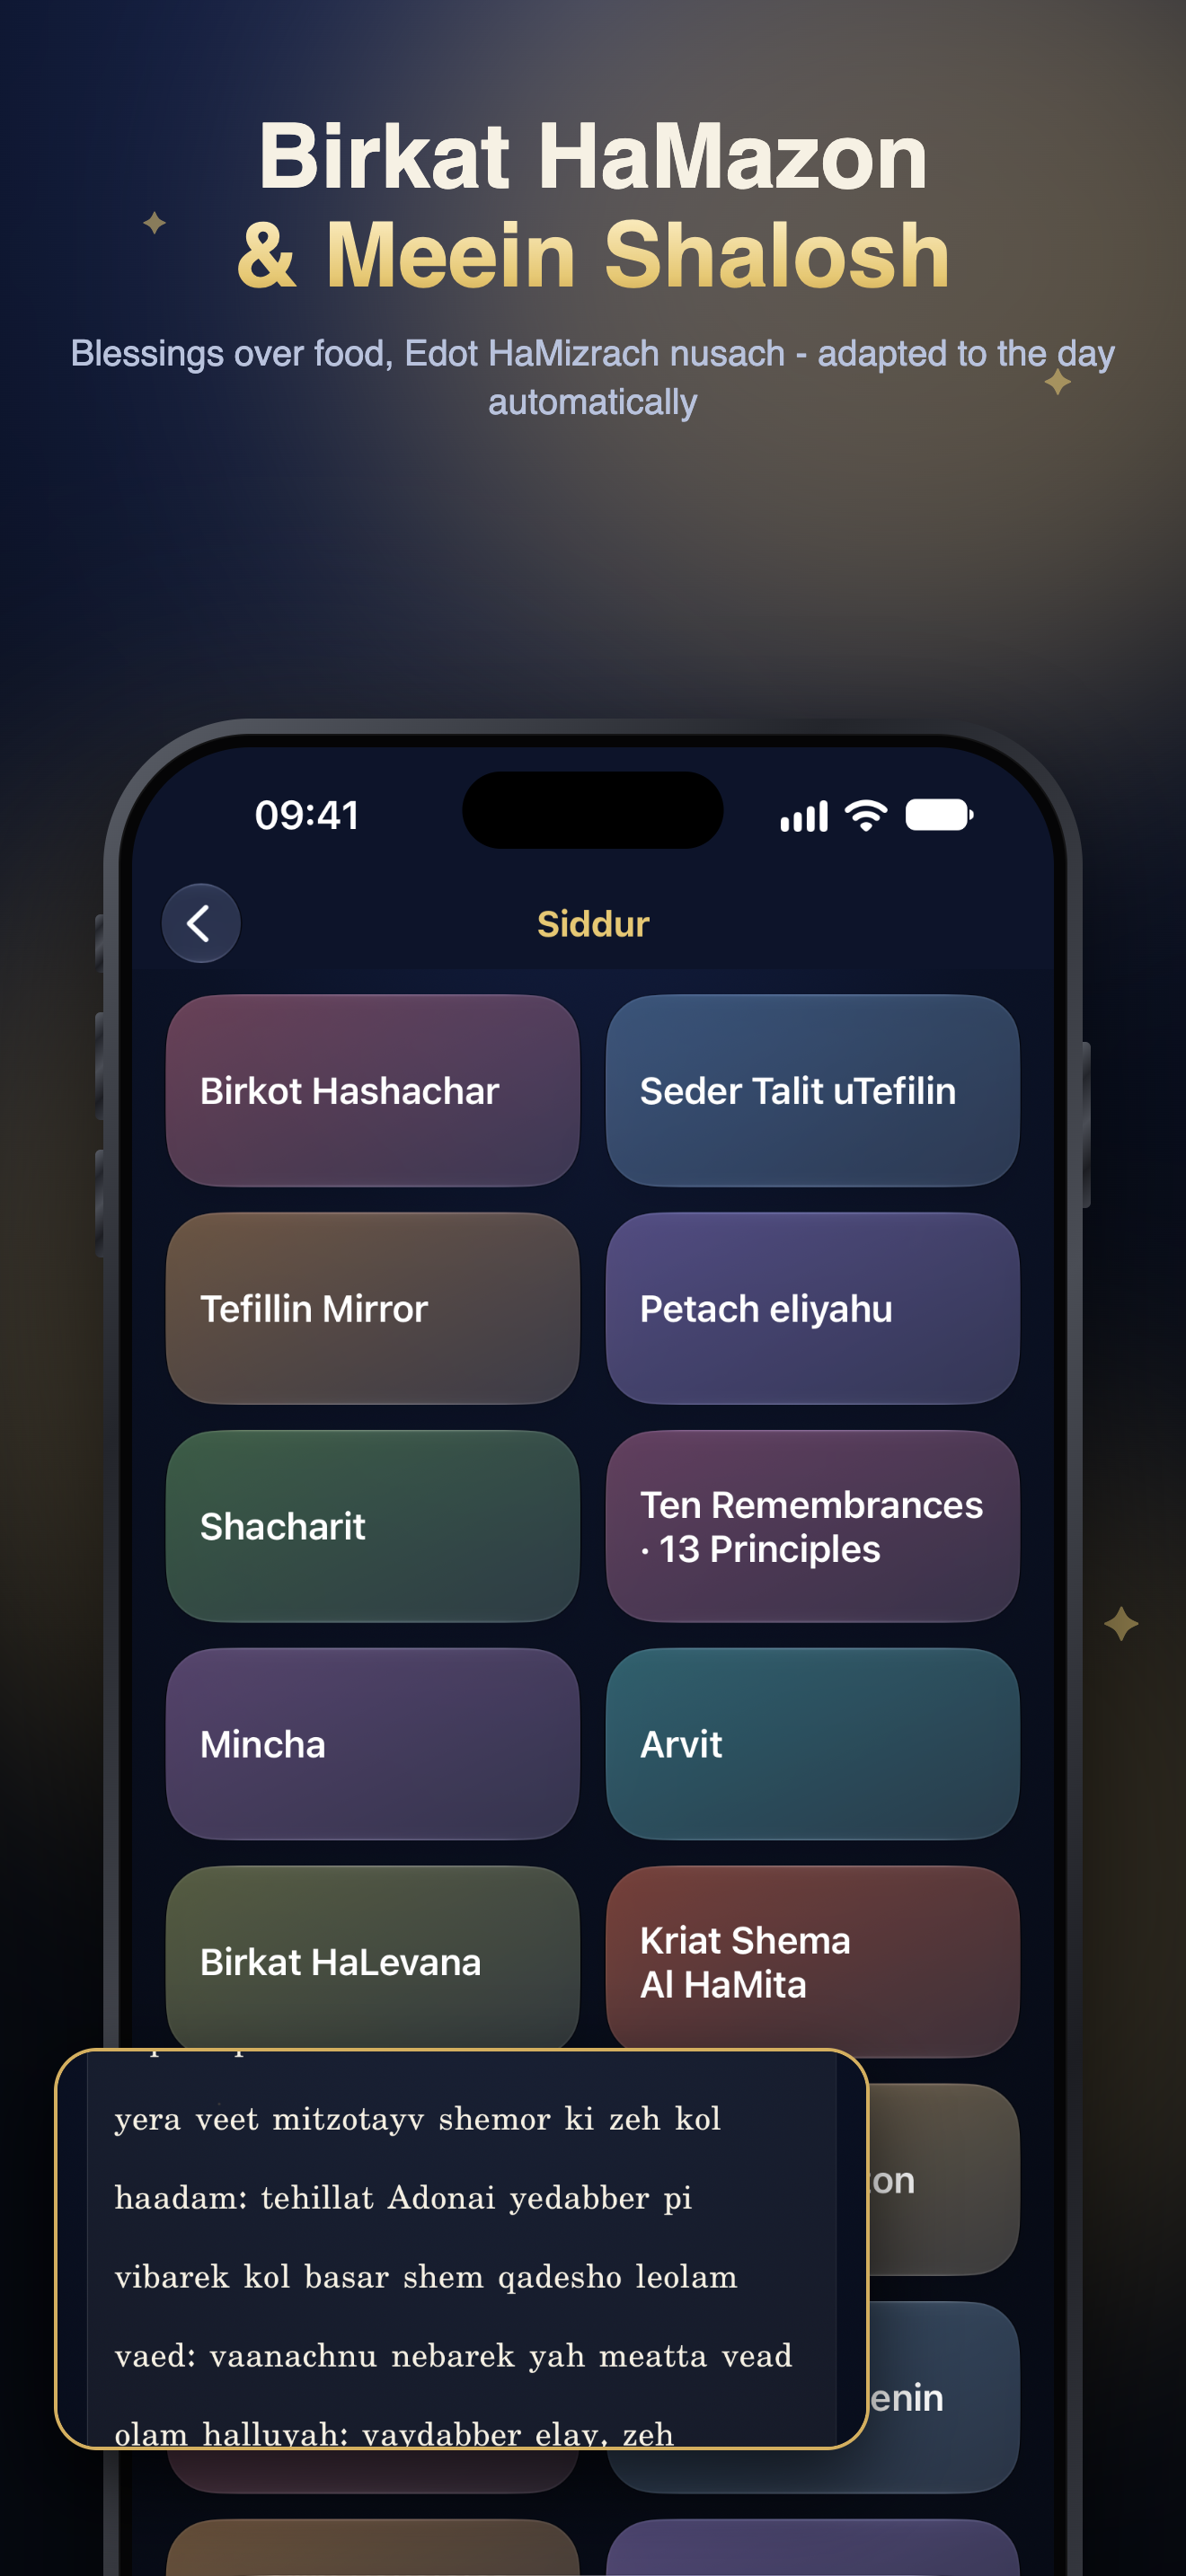 Birkat HaMazon
& Meein Shalosh
Blessings over food, Edot HaMizrach nusach - adapted to the day
automatically
09:41
Siddur
Birkot Hashachar
Seder Talit uTefilin
Tefillin Mirror
Petach eliyahu
Shacharit
Ten Remembrances
· 13 Principles
Mincha
Arvit
Birkat HaLevana
Kriat Shema
Al HaMita
yera veet mitzotayv shemor ki zeh kol
haadam: tehillat Adonai yedabber pi
vibarek kol basar shem qadesho leolam
vaed: vaanachnu nebarek yah meatta vead
olam halluyah: vaydabber elay, zeh